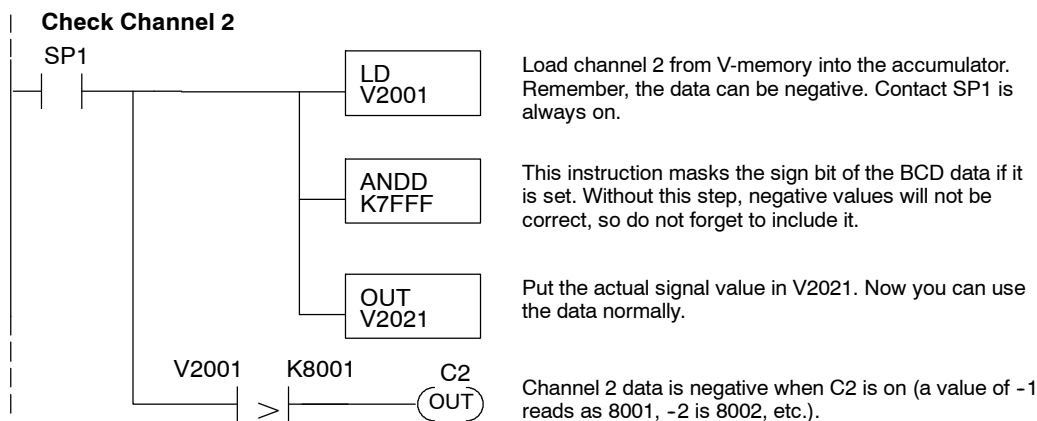 Check Channel 2
SP1
LD
V2001
Load channel 2 from V-memory into the accumulator.
Remember, the data can be negative. Contact SP1 is
always on.
ANDD
K7FFF
This instruction masks the sign bit of the BCD data if it
is set. Without this step, negative values will not be
correct, so do not forget to include it.
OUT
V2021
Put the actual signal value in V2021. Now you can use
the data normally.
V2001 K8001 C2
> OUT
Channel 2 data is negative when C2 is on (a value of -1
reads as 8001, -2 is 8002, etc.).